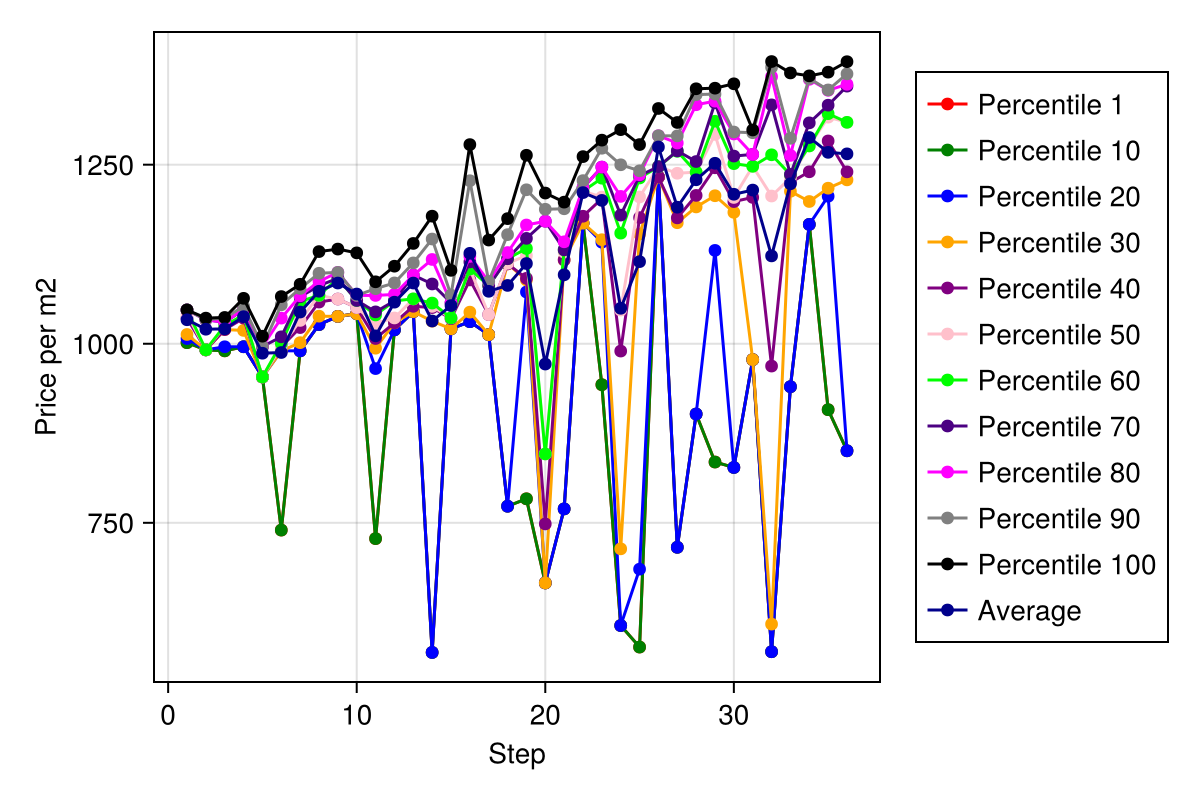 Price per m2
1250
1000
750
0 10 20 30
Step
Percentile 1
Percentile 10
Percentile 20
Percentile 30
Percentile 40
Percentile 50
Percentile 60
Percentile 70
Percentile 80
Percentile 90
Percentile 100
Average